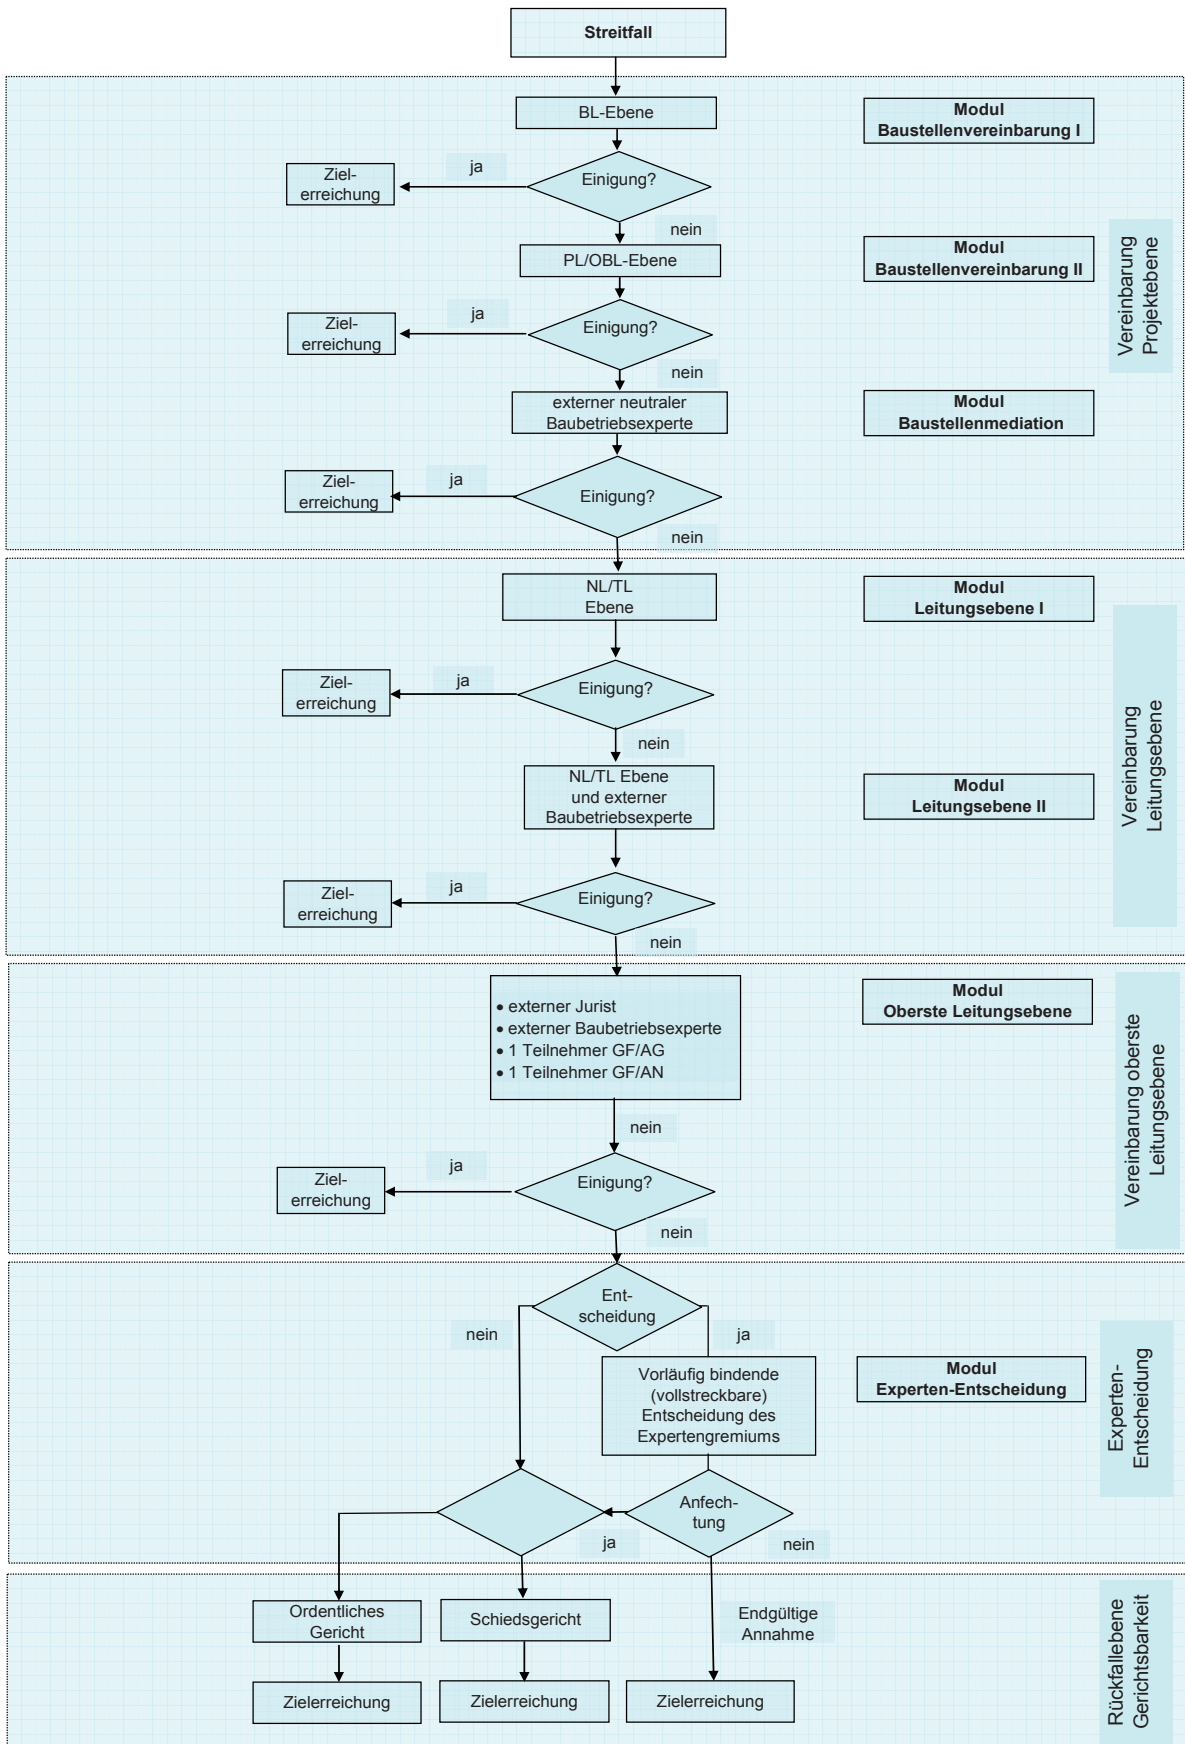 Streitfall
BL-Ebene
Modul
Baustellenvereinbarung I
ja
Ziel-
erreichung
Einigung?
nein
PL/OBL-Ebene
Modul
Baustellenvereinbarung II
ja
Ziel-
erreichung
Einigung?
nein
externer neutraler
Baubetriebsexperte
Modul
Baustellenmediation
ja
Ziel-
erreichung
Einigung?
nein
Vereinbarung
Projektebene
NL/TL
Ebene
Modul
Leitungsebene I
ja
Ziel-
erreichung
Einigung?
nein
NL/TL Ebene
und externer
Baubetriebsexperte
Modul
Leitungsebene II
ja
Ziel-
erreichung
Einigung?
nein
Vereinbarung
Leitungsebene
• externer Jurist
• externer Baubetriebsexperte
• 1 Teilnehmer GF/AG
• 1 Teilnehmer GF/AN
Modul
Oberste Leitungsebene
nein
ja
Ziel-
erreichung
Einigung?
nein
Vereinbarung oberste
Leitungsebene
Ent-
scheidung
nein
ja
Vorläufig bindende
(vollstreckbare)
Entscheidung des
Expertengremiums
Modul
Experten-Entscheidung
Anfech-
tung
ja
nein
Experten-
Entscheidung
Ordentliches
Gericht
Schiedsgericht
Endgültige
Annahme
Zielerreichung
Zielerreichung
Zielerreichung
Rückfallebene
Gerichtsbarkeit